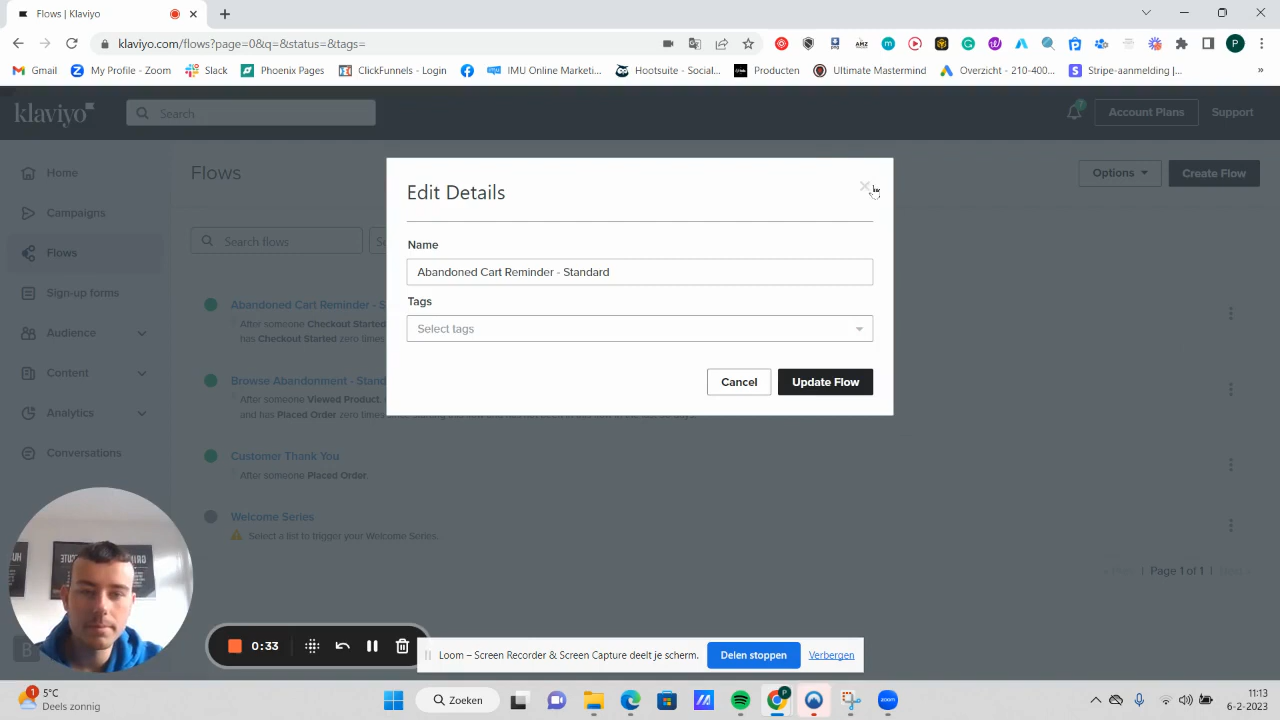 Flows | Klaviyo
klaviyo.com/flows?page=0&q=&status=&tags=
Gmail
My Profile - Zoom
Slack
Phoenix Pages
ClickFunnels - Login
IMU Online Marketi...
Hootsuite - Social...
Producten
Ultimate Mastermind
Overzicht - 210-400...
Stripe-aanmelding |...
»
klaviyo
Search...
7
Account Plans
Support
Home
Campaigns
Flows
Sign-up forms
Audience
Content
Analytics
Conversations
Flows
Options
Create Flow
Search flows
Abandoned Cart Reminder - S
After someone Checkout Started
has Checkout Started zero times
Browse Abandonment - Stand
After someone Viewed Product,
and has Placed Order zero times
Customer Thank You
After someone Placed Order.
Welcome Series
Select a list to trigger your Welcome Series.
Page 1 of 1
Edit Details
Name
Abandoned Cart Reminder - Standard
Tags
Select tags
Cancel
Update Flow
0:33
Loom – Screen Recorder & Screen Capture deelt je scherm.
Delen stoppen
Verbergen
1
5°C
Deels zonnig
Zoeken
11:13
6-2-2023